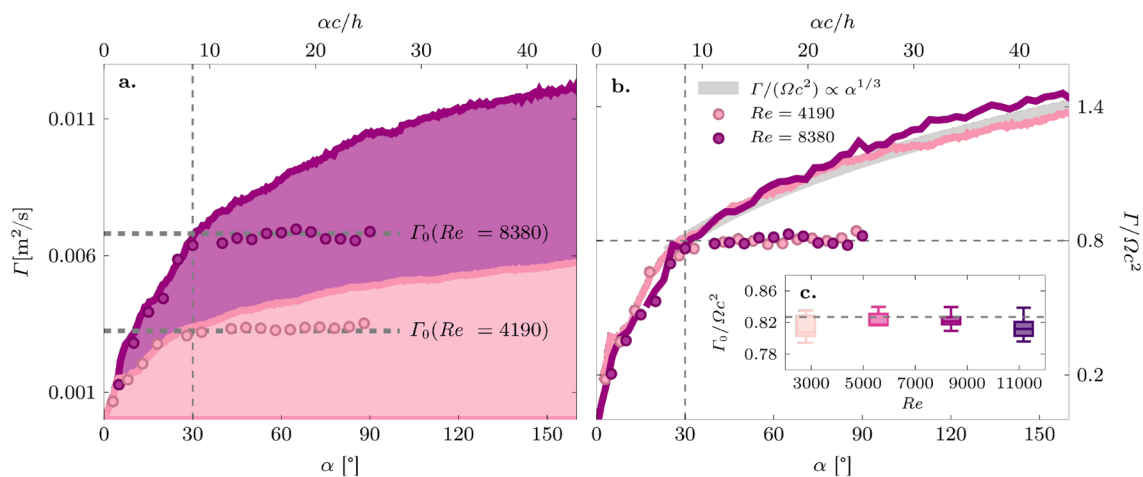 αc/h
0 10 20 30 40
a.
0.011
0.006
0.001
Γ[m²/s]
Γ₀(Re = 8380)
Γ₀(Re = 4190)
0 30 60 90 120 150
α [°]
αc/h
0 10 20 30 40
b.
Γ/(Ωc²) ∝ α^{1/3}
Re = 4190
Re = 8380
1.4
0.8
0.2
Γ/Ωc²
c.
0.86
0.82
0.78
Γ₀/Ωc²
3000 5000 7000 9000 11000
Re
0 30 60 90 120 150
α [°]